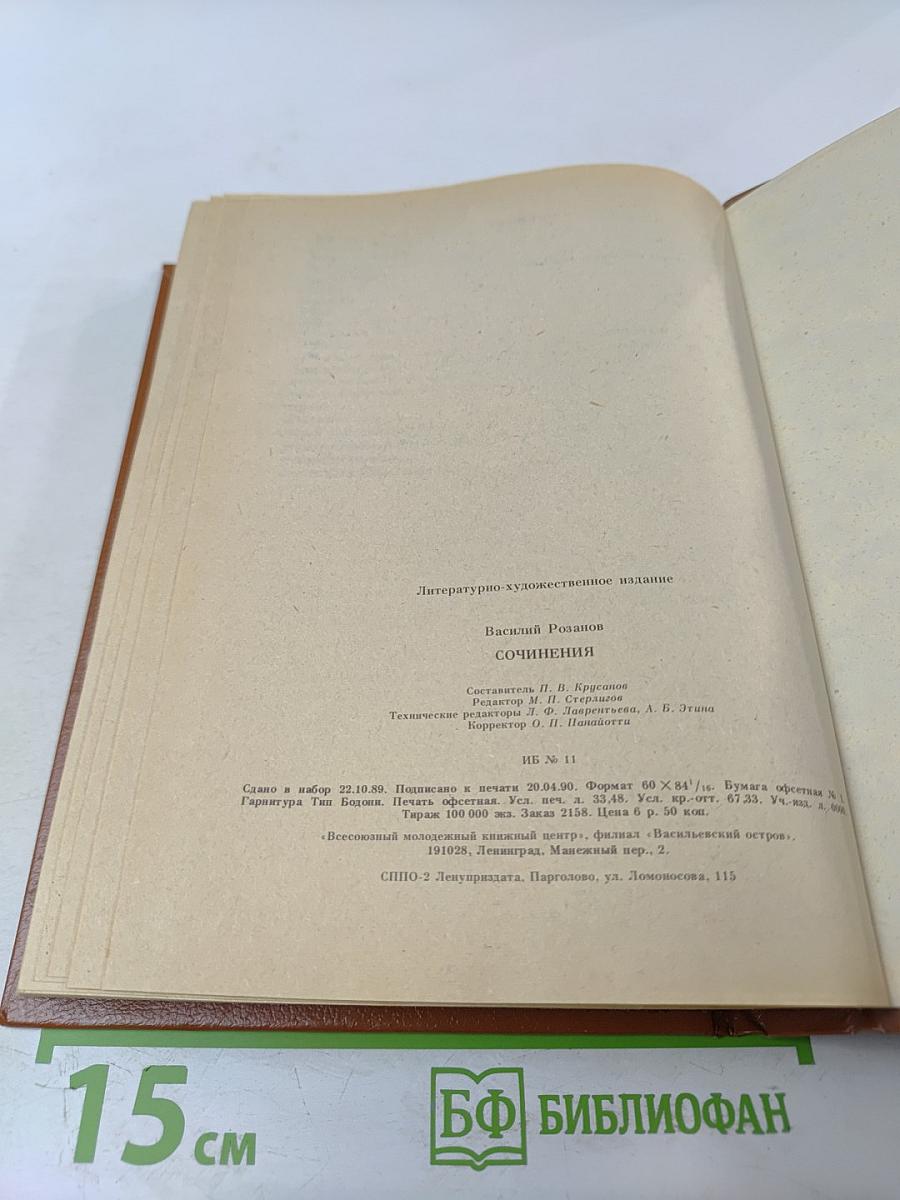 Литературно-художественное издание
Василий Розанов
СОЧИНЕНИЯ
Составитель П. В. Крусанов
Редактор М. П. Стерлигов
Технические редакторы Л. Ф. Лаврентьева, А. Б. Этина
Корректор О. П. Панайотти
ИБ № 11
Сдано в набор 22.10.89. Подписано к печати 20.04.90. Формат 60 × 84¹/₁₆. Бумага офсетная № 1.
Гарнитура Тип Бодони. Печать офсетная. Усл. печ. л. 33,48. Усл. кр.-отт. 67,33. Уч.-изд. л.
Тираж 100 000 экз. Заказ 2158. Цена 6 р. 50 коп.
«Всесоюзный молодежный книжный центр», филиал «Васильевский остров».
191028, Ленинград, Манежный пер., 2.
СППО-2 Ленуприздата, Парголово, ул. Ломоносова, 115
15 см
БФ БИБЛИОФАН